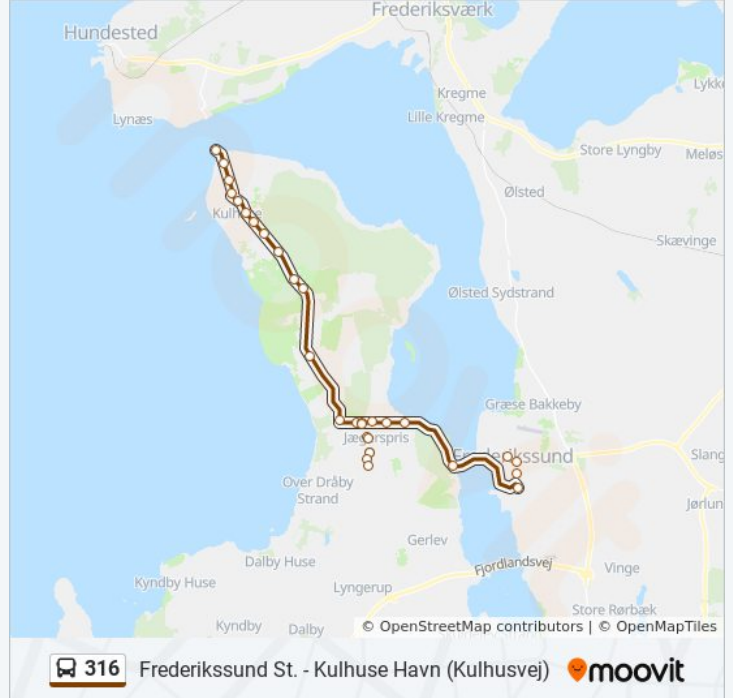 Frederiksværk
Hundested
Lykke
Kregme
Lynæs
Lille Kregme
Store Lyngby
Meløs
Ølsted
Kulhuse
Skævinge
Ølsted Sydstrand
Græse Bakkeby
Jægerspris
Frederikssund
Slang
Over Dråby
Strand
Jørlun
Gerlev
Dalby Huse
Fjordlandsvej
Vinge
Kyndby Huse
Lyngerup
Store Rørbæk
Kyndby
Dalby
© OpenStreetMap contributors | © OpenMapTiles
316 Frederikssund St. - Kulhuse Havn (Kulhusvej) moovit